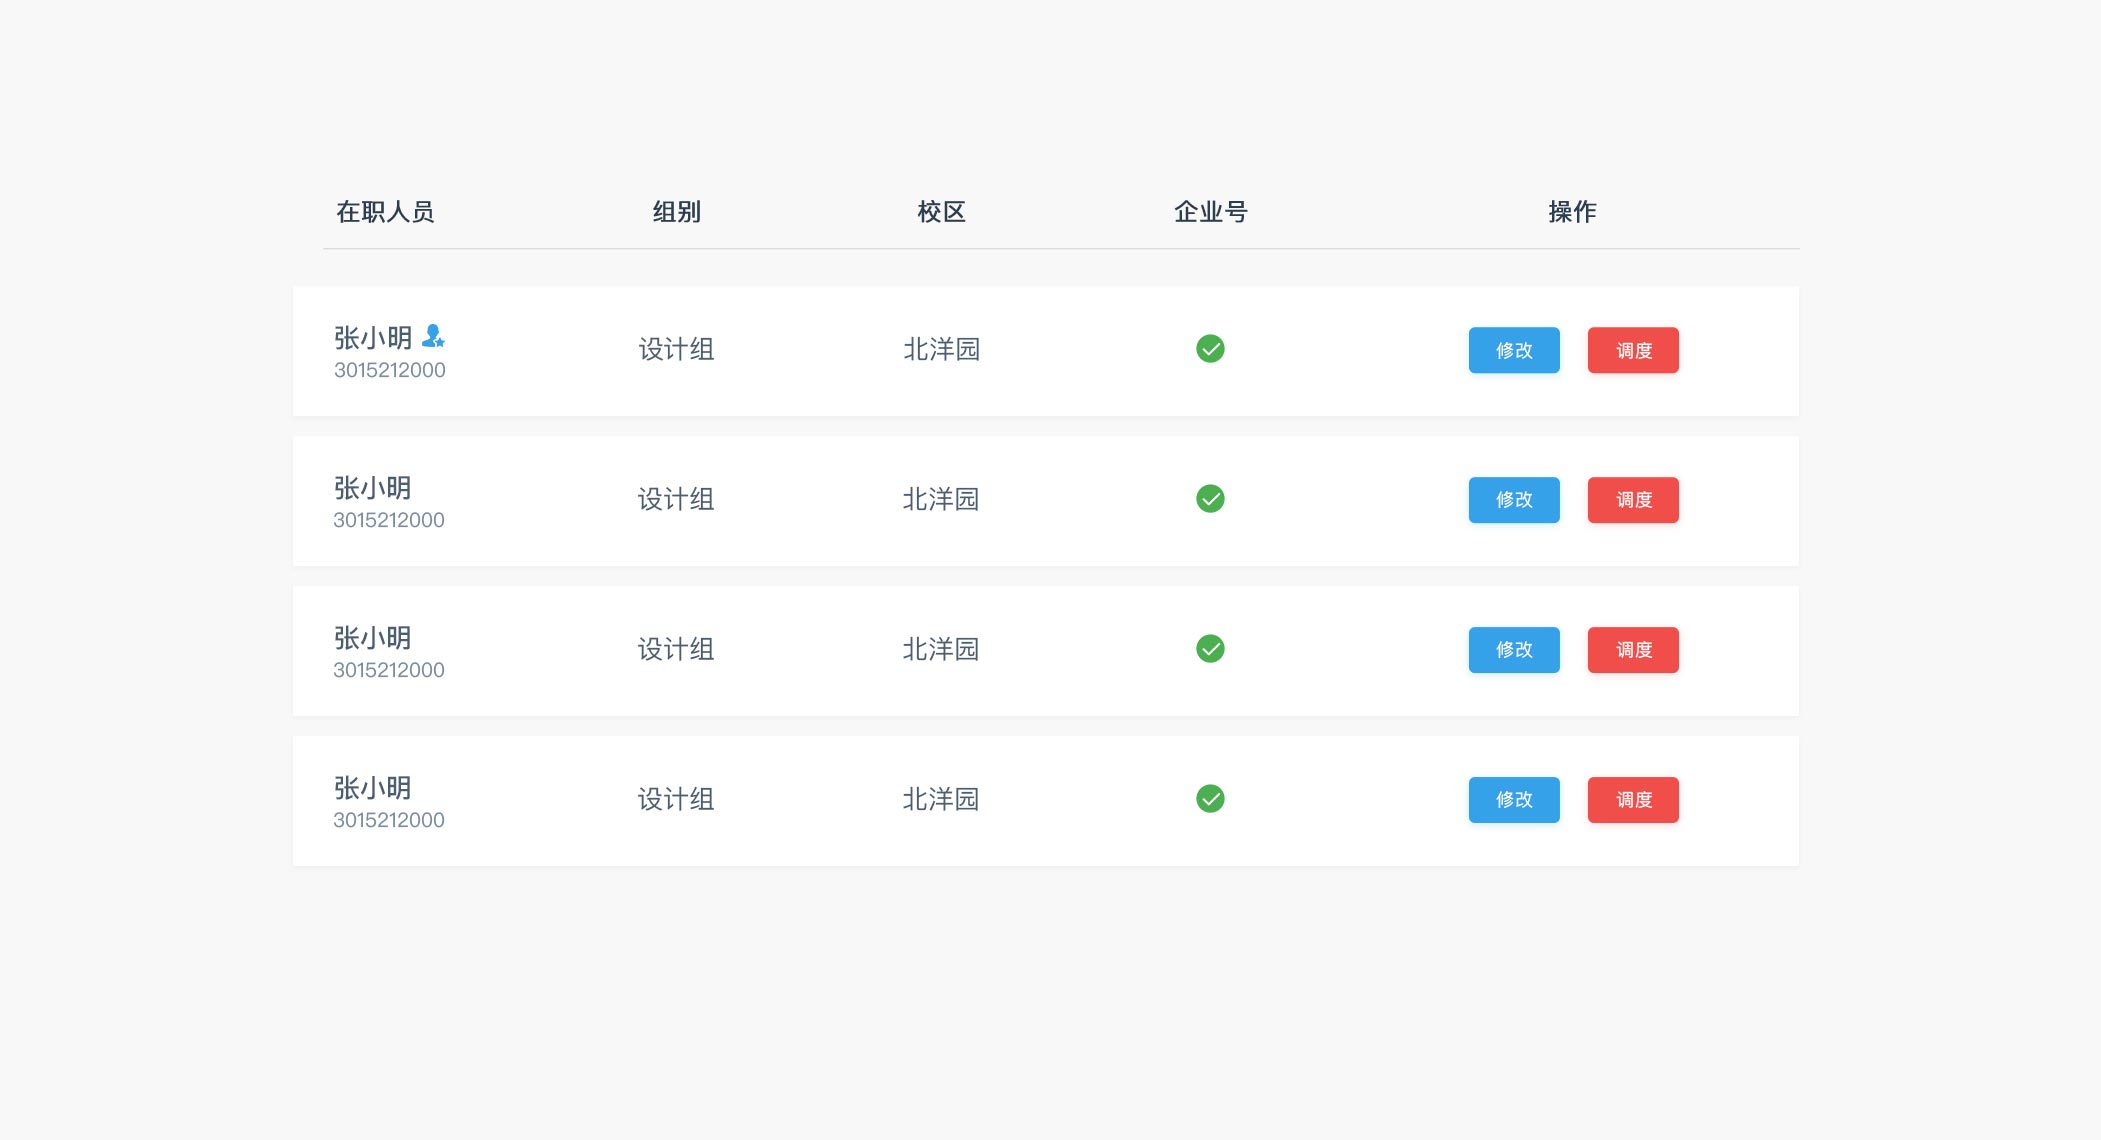 在职人员 组别 校区 企业号 操作
张小明
3015212000
设计组 北洋园 修改 调度
张小明
3015212000
设计组 北洋园 修改 调度
张小明
3015212000
设计组 北洋园 修改 调度
张小明
3015212000
设计组 北洋园 修改 调度